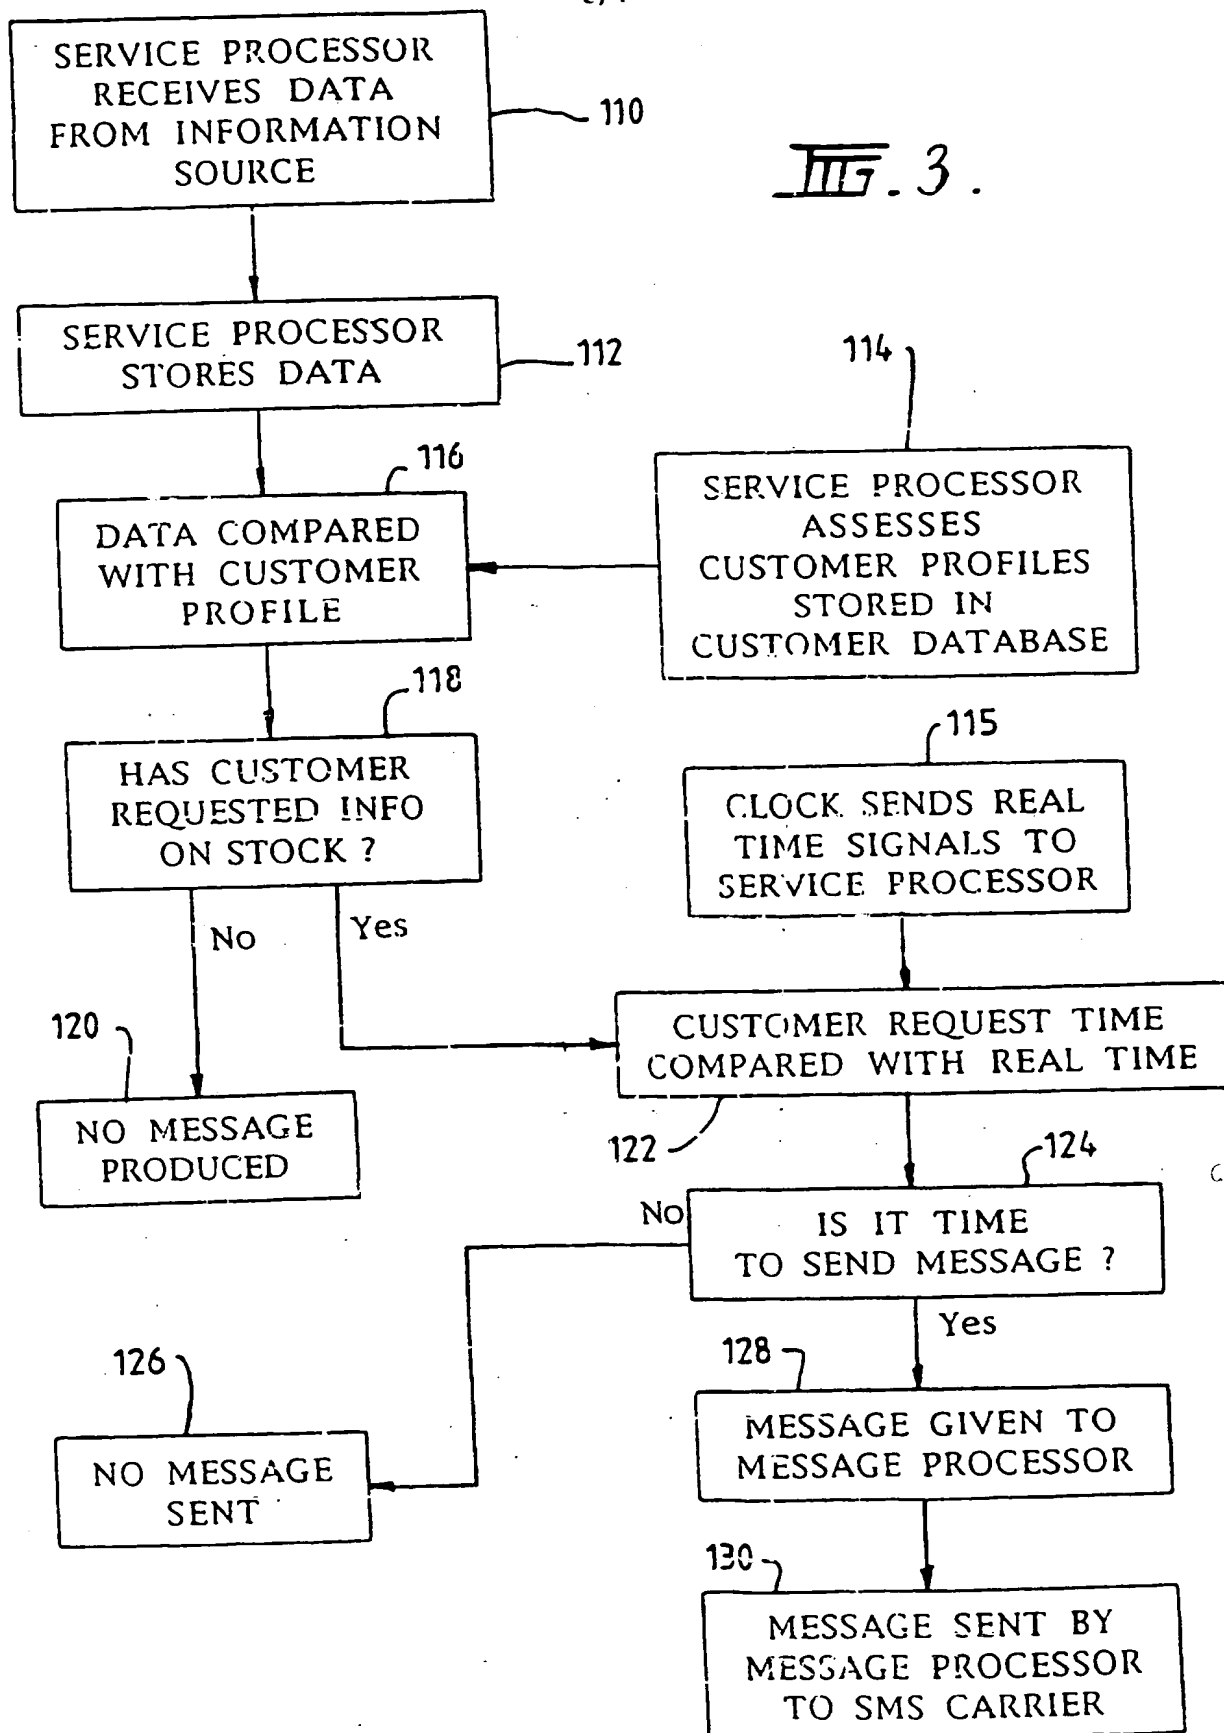 SERVICE PROCESSOR
RECEIVES DATA
FROM INFORMATION
SOURCE
110
FIG. 3.
SERVICE PROCESSOR
STORES DATA
112
114
116
DATA COMPARED
WITH CUSTOMER
PROFILE
SERVICE PROCESSOR
ASSESSES
CUSTOMER PROFILES
STORED IN
CUSTOMER DATABASE
118
HAS CUSTOMER
REQUESTED INFO
ON STOCK ?
115
CLOCK SENDS REAL
TIME SIGNALS TO
SERVICE PROCESSOR
No
Yes
120
NO MESSAGE
PRODUCED
CUSTOMER REQUEST TIME
COMPARED WITH REAL TIME
122
124
No
IS IT TIME
TO SEND MESSAGE ?
Yes
126
NO MESSAGE
SENT
128
MESSAGE GIVEN TO
MESSAGE PROCESSOR
130
MESSAGE SENT BY
MESSAGE PROCESSOR
TO SMS CARRIER